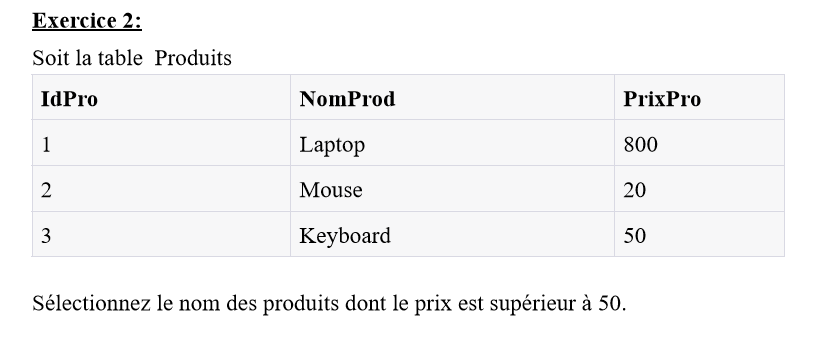 Exercice 2:
Soit la table  Produits
IdPro NomProd PrixPro
1 Laptop 800
2 Mouse 20
3 Keyboard 50
Sélectionnez le nom des produits dont le prix est supérieur à 50.